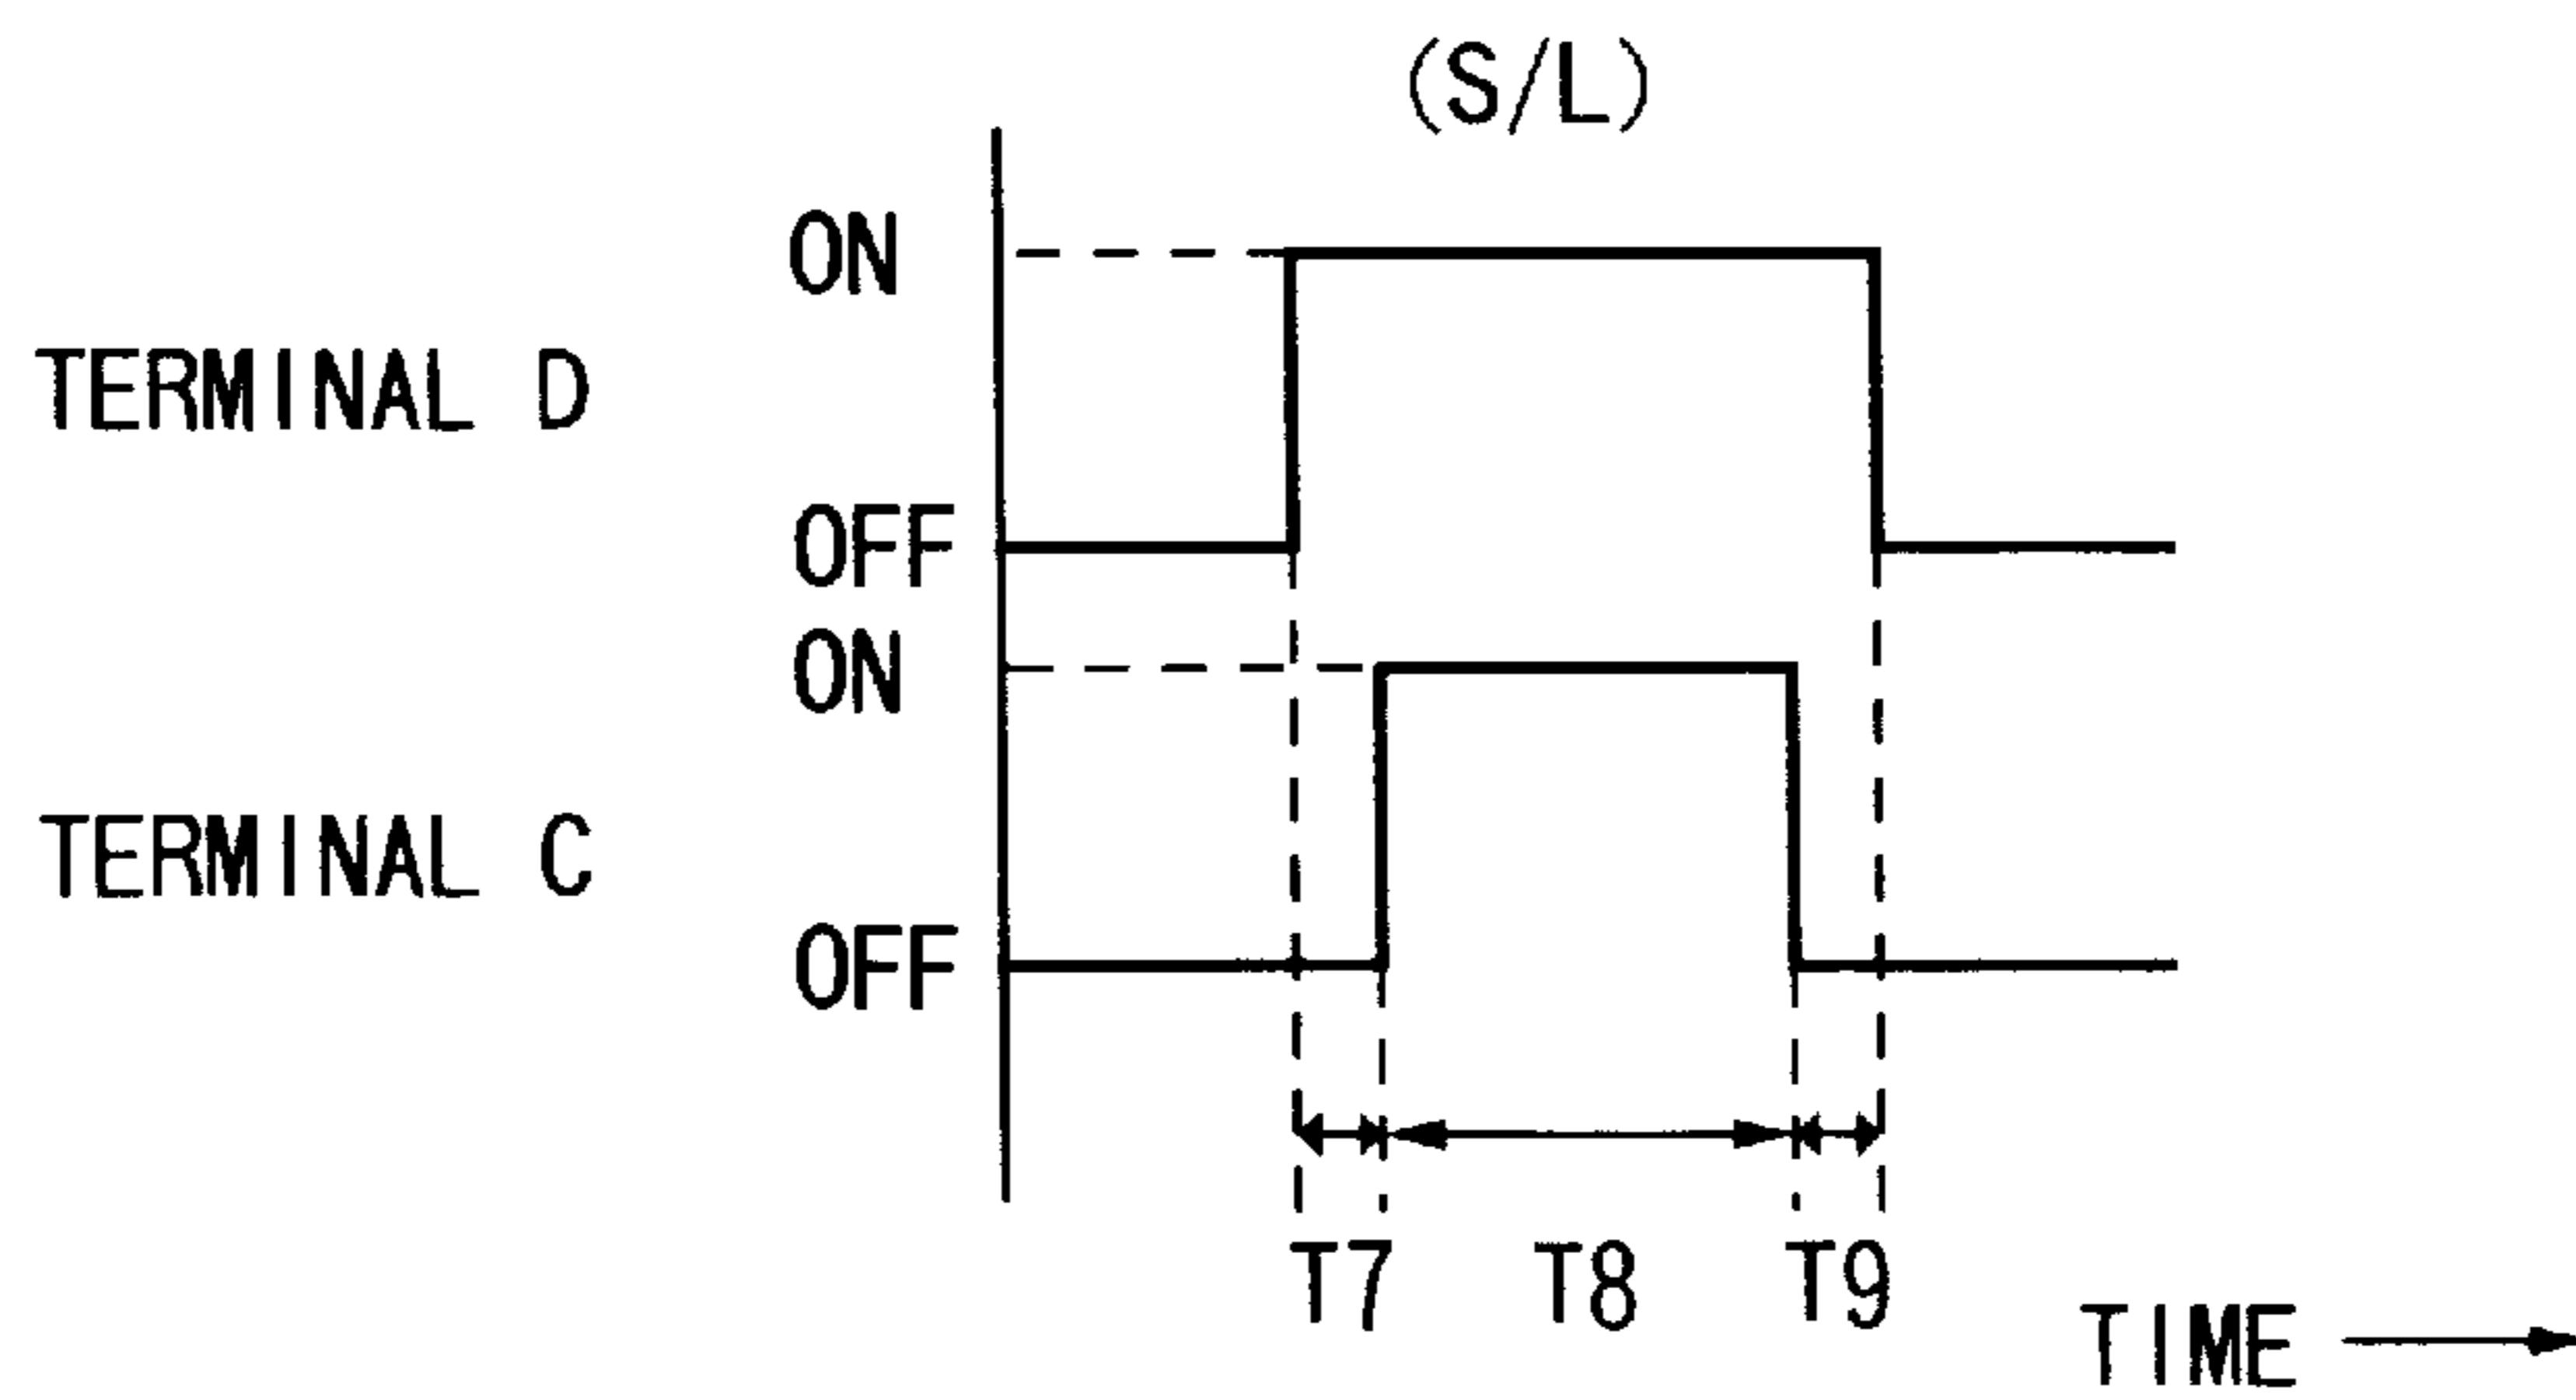 (S/L)
ON
TERMINAL D
OFF
ON
TERMINAL C
OFF
T7 T8 T9
TIME